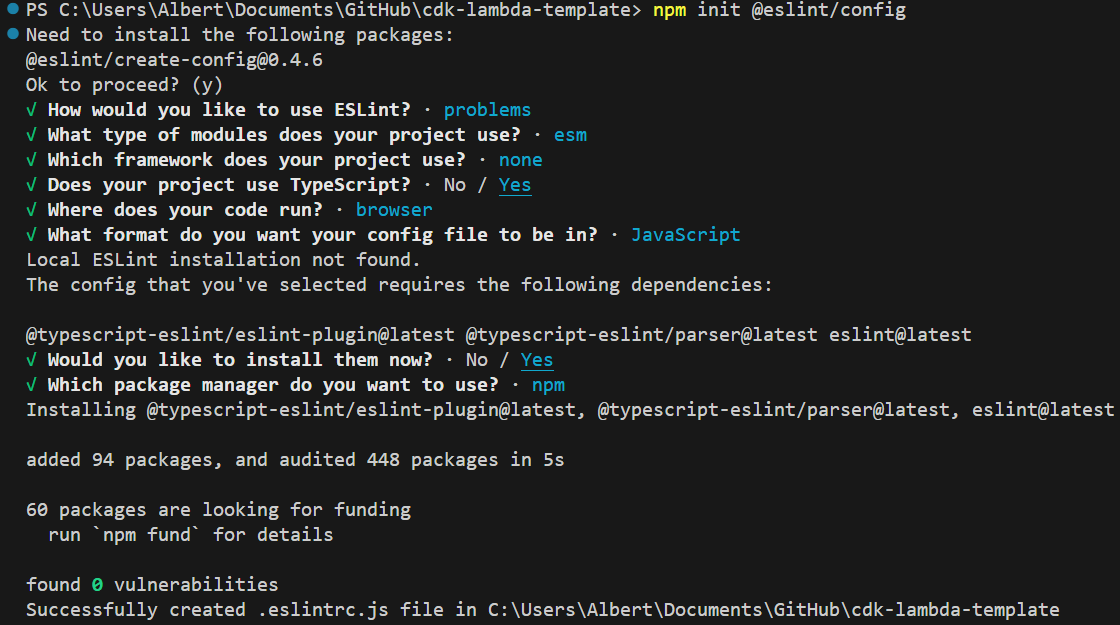 PS C:\Users\Albert\Documents\GitHub\cdk-lambda-template> npm init @eslint/config
Need to install the following packages:
@eslint/create-config@0.4.6
Ok to proceed? (y)
√ How would you like to use ESLint? · problems
√ What type of modules does your project use? · esm
√ Which framework does your project use? · none
√ Does your project use TypeScript? · No / Yes
√ Where does your code run? · browser
√ What format do you want your config file to be in? · JavaScript
Local ESLint installation not found.
The config that you've selected requires the following dependencies:

@typescript-eslint/eslint-plugin@latest @typescript-eslint/parser@latest eslint@latest
√ Would you like to install them now? · No / Yes
√ Which package manager do you want to use? · npm
Installing @typescript-eslint/eslint-plugin@latest, @typescript-eslint/parser@latest, eslint@latest

added 94 packages, and audited 448 packages in 5s

60 packages are looking for funding
  run `npm fund` for details

found 0 vulnerabilities
Successfully created .eslintrc.js file in C:\Users\Albert\Documents\GitHub\cdk-lambda-template